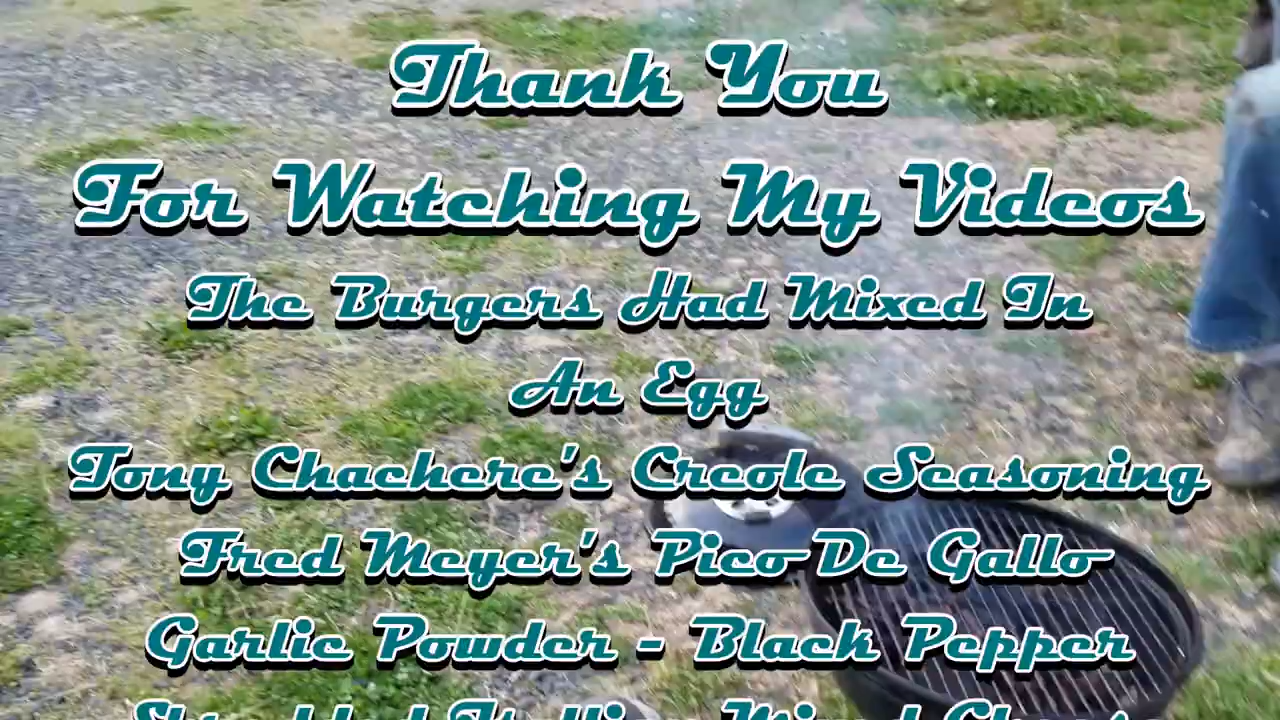 Thank You
For Watching My Videos
The Burgers Had Mixed In
An Egg
Tony Chachere's Creole Seasoning
Fred Meyer's Pico De Gallo
Garlic Powder - Black Pepper